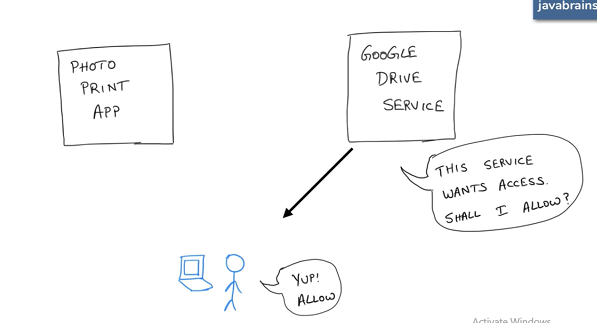 javabrains
PHOTO
PRINT
APP
GOOGLE
DRIVE
SERVICE
THIS SERVICE
WANTS ACCESS.
SHALL I ALLOW?
YUP!
ALLOW
Activate Windows